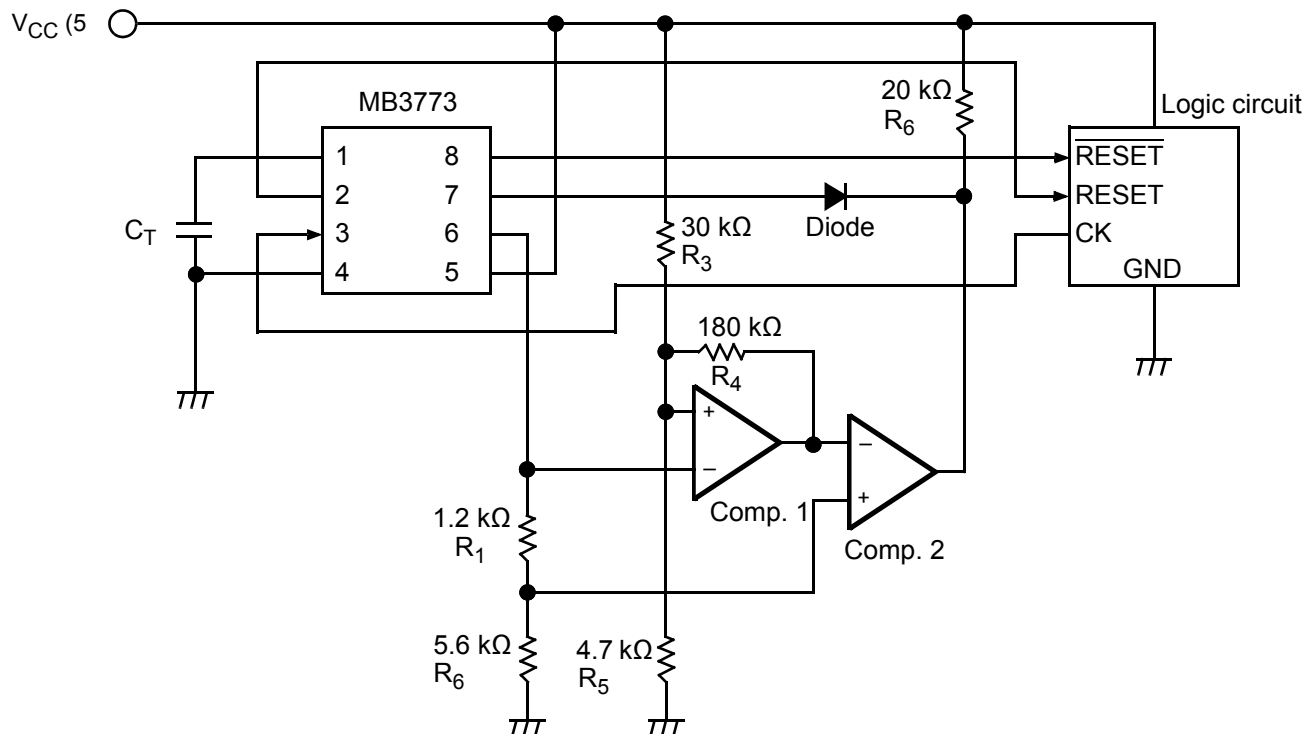 VCC (5
MB3773
20 kΩ
R6
Logic circuit
1
8
RESET
2
7
RESET
Diode
CT
3
6
30 kΩ
R3
CK
4
5
GND
180 kΩ
R4
+
–
–
+
Comp. 1
1.2 kΩ
R1
Comp. 2
5.6 kΩ
R6
4.7 kΩ
R5